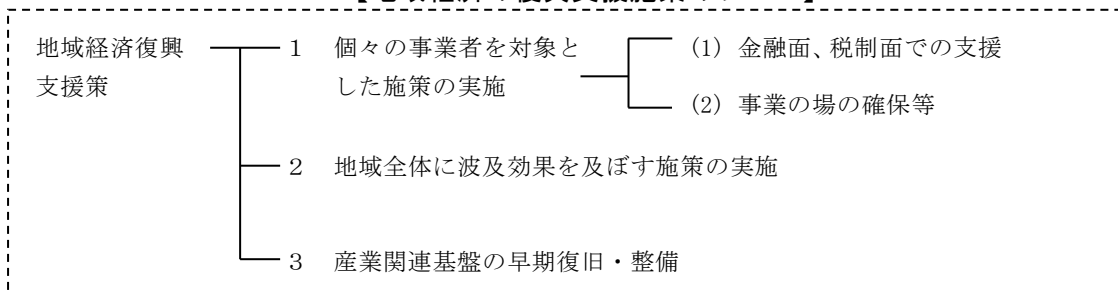 地域経済復興
支援策
1 個々の事業者を対象と
した施策の実施
(1) 金融面、税制面での支援
(2) 事業の場の確保等
2 地域全体に波及効果を及ぼす施策の実施
3 産業関連基盤の早期復旧・整備